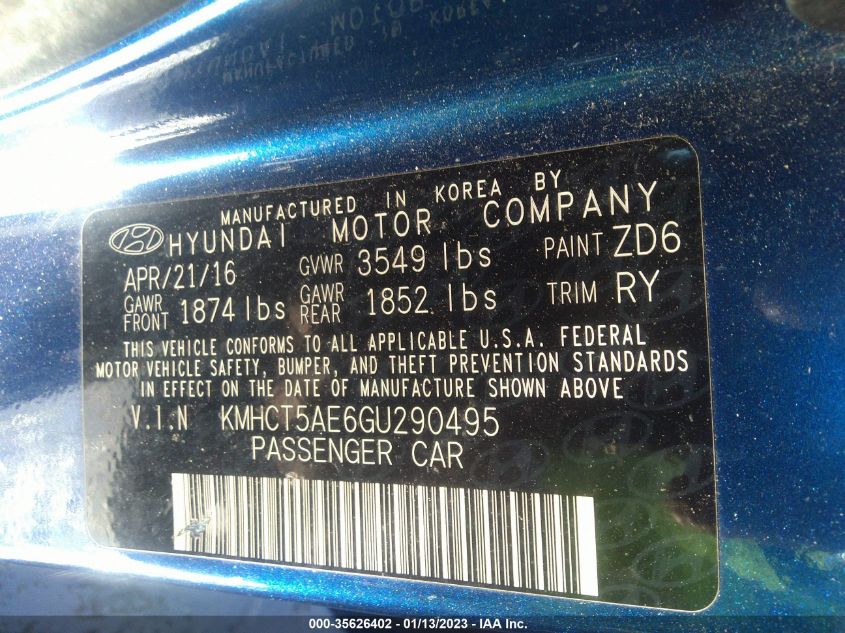 MANUFACTURED IN KOREA BY
HYUNDAI MOTOR COMPANY
APR/21/16 GVWR 3549 lbs PAINT ZD6
GAWR FRONT 1874 lbs GAWR REAR 1852 lbs TRIM RY
THIS VEHICLE CONFORMS TO ALL APPLICABLE U.S.A. FEDERAL
MOTOR VEHICLE SAFETY, BUMPER, AND THEFT PREVENTION STANDARDS
IN EFFECT ON THE DATE OF MANUFACTURE SHOWN ABOVE
V.I.N KMHCT5AE6GU290495
PASSENGER CAR
000-35626402 - 01/13/2023 - IAA Inc.